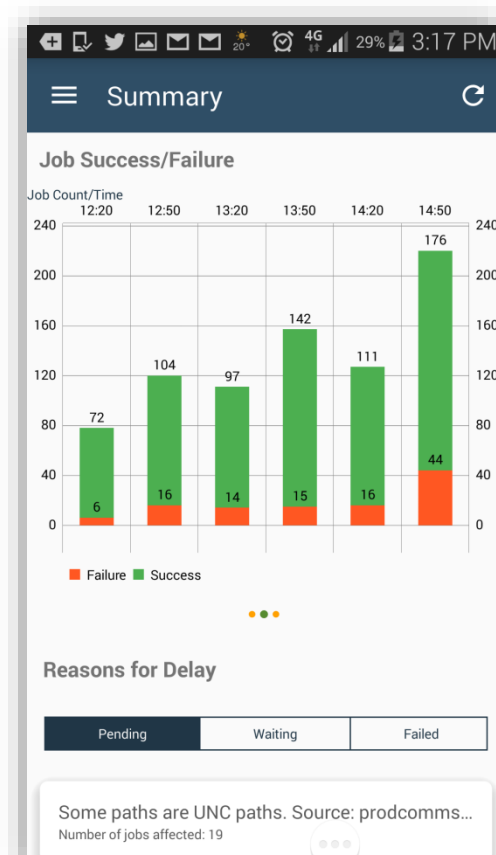 20° 4G 29% 3:17 PM
Summary
Job Success/Failure
Job Count/Time
12:20 12:50 13:20 13:50 14:20 14:50
240 240
176
200 200
142
160 160
111
104
97
120 120
72
80 80
44
40 40
6 16 14 15 16
0 0
Failure Success
Reasons for Delay
Pending Waiting Failed
Some paths are UNC paths. Source: prodcomms...
Number of jobs affected: 19